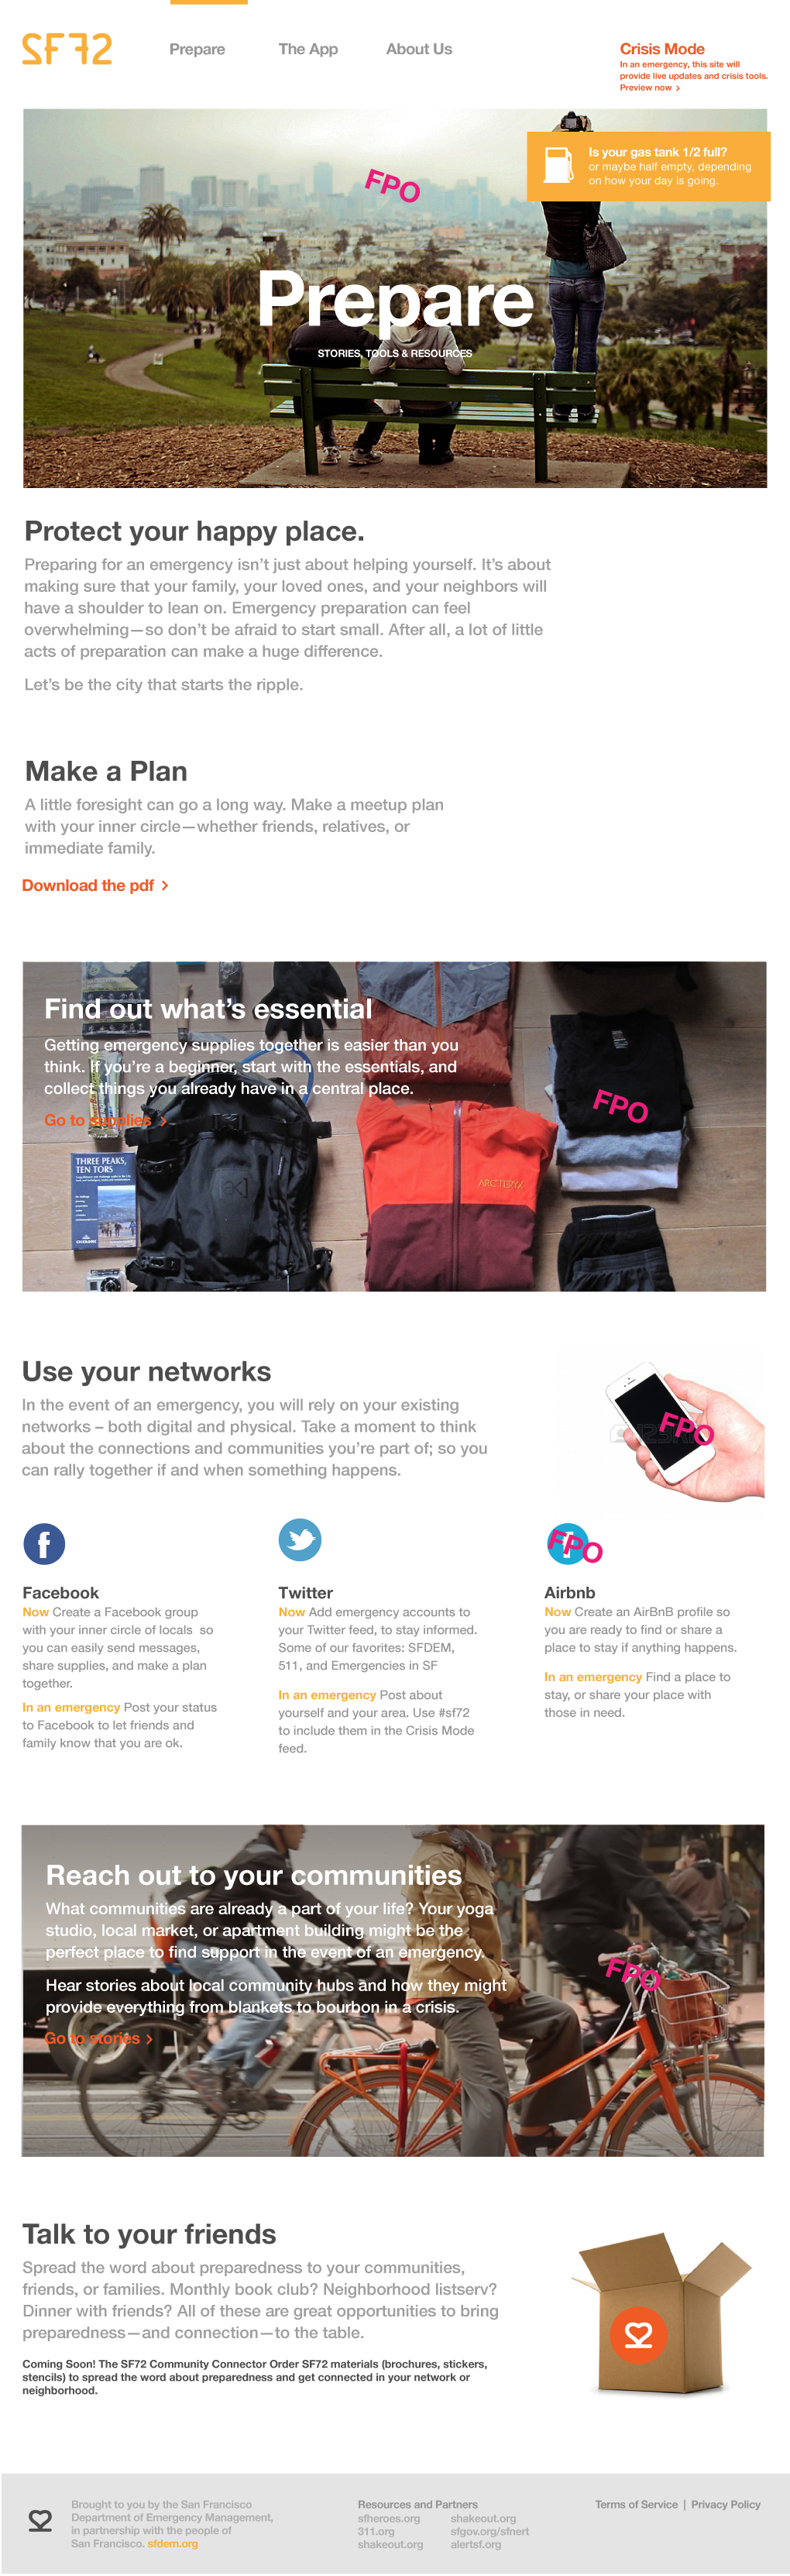 SF72
Prepare
The App
About Us
Crisis Mode
In an emergency, this site will
provide live updates and crisis tools.
Preview now >
Is your gas tank 1/2 full?
or maybe half empty, depending
on how your day is going.
FPO
Prepare
STORIES, TOOLS & RESOURCES
Protect your happy place.
Preparing for an emergency isn't just about helping yourself. It's about
making sure that your family, your loved ones, and your neighbors will
have a shoulder to lean on. Emergency preparation can feel
overwhelming—so don't be afraid to start small. After all, a lot of little
acts of preparation can make a huge difference.
Let's be the city that starts the ripple.
Make a Plan
A little foresight can go a long way. Make a meetup plan
with your inner circle—whether friends, relatives, or
immediate family.
Download the pdf >
Find out what's essential
Getting emergency supplies together is easier than you
think. If you're a beginner, start with the essentials, and
collect things you already have in a central place.
Go to supplies >
FPO
THREE PEAKS,
TEN TORS
ARC'TERYX
Use your networks
In the event of an emergency, you will rely on your existing
networks – both digital and physical. Take a moment to think
about the connections and communities you're part of; so you
can rally together if and when something happens.
FPO
f
FPO
Facebook
Now Create a Facebook group
with your inner circle of locals so
you can easily send messages,
share supplies, and make a plan
together.
In an emergency Post your status
to Facebook to let friends and
family know that you are ok.
Twitter
Now Add emergency accounts to
your Twitter feed, to stay informed.
Some of our favorites: SFDEM,
511, and Emergencies in SF
In an emergency Post about
yourself and your area. Use #sf72
to include them in the Crisis Mode
feed.
Airbnb
Now Create an AirBnB profile so
you are ready to find or share a
place to stay if anything happens.
In an emergency Find a place to
stay, or share your place with
those in need.
Reach out to your communities
What communities are already a part of your life? Your yoga
studio, local market, or apartment building might be the
perfect place to find support in the event of an emergency.
Hear stories about local community hubs and how they might
provide everything from blankets to bourbon in a crisis.
Go to stories >
FPO
Talk to your friends
Spread the word about preparedness to your communities,
friends, or families. Monthly book club? Neighborhood listserv?
Dinner with friends? All of these are great opportunities to bring
preparedness—and connection—to the table.
Coming Soon! The SF72 Community Connector Order SF72 materials (brochures, stickers,
stencils) to spread the word about preparedness and get connected in your network or
neighborhood.
Brought to you by the San Francisco
Department of Emergency Management,
in partnership with the people of
San Francisco. sfdem.org
Resources and Partners
sfheroes.org
311.org
shakeout.org
shakeout.org
sfgov.org/sfnert
alertsf.org
Terms of Service | Privacy Policy